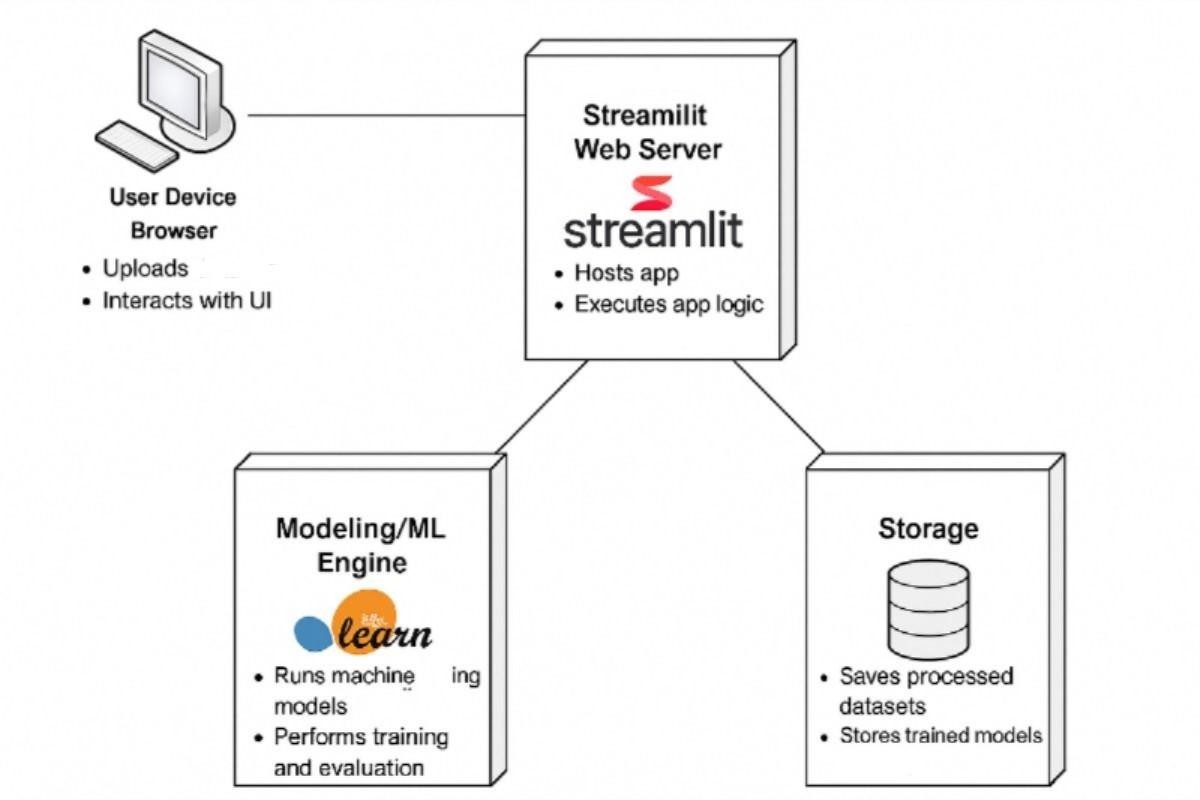 Streamilit
Web Server
streamlit
• Hosts app
• Executes app logic
User Device
Browser
• Uploads
• Interacts with UI
Modeling/ML
Engine
learn
• Runs machine ing
models
• Performs training
and evaluation
Storage
• Saves processed
datasets
• Stores trained models